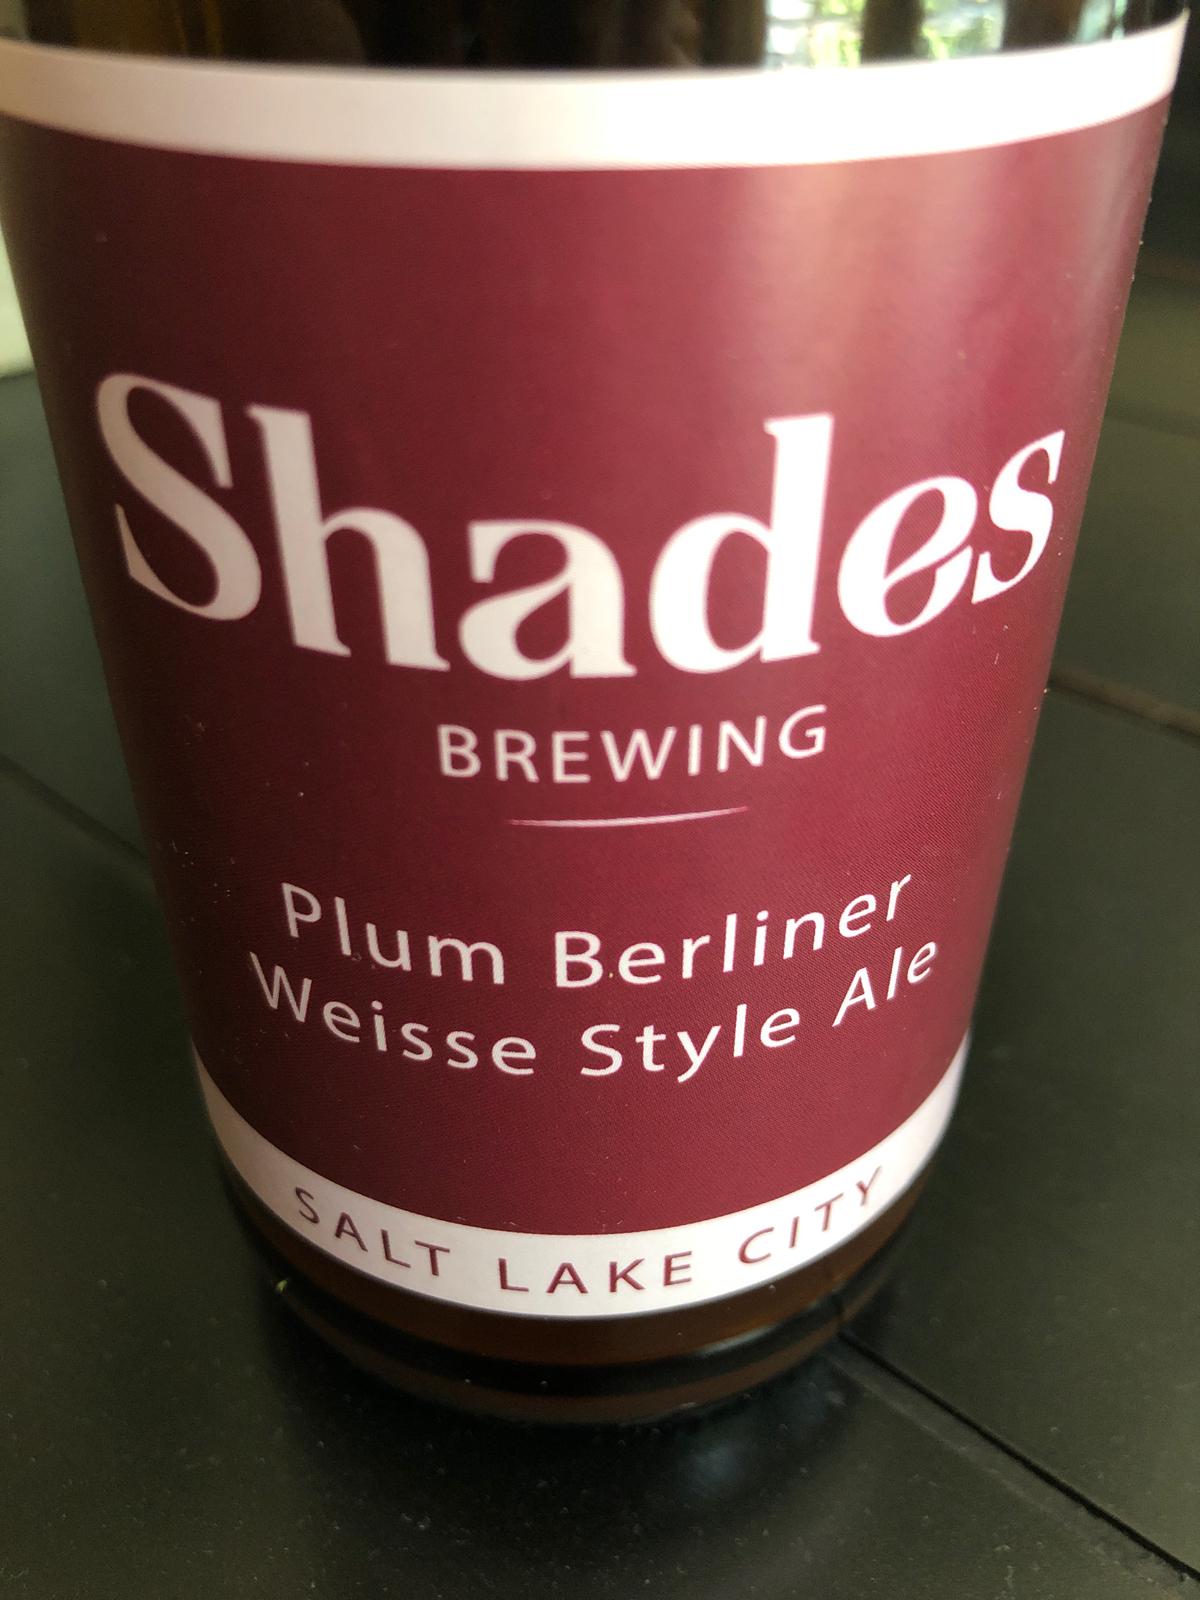 Shades
BREWING
Plum Berliner
Weisse Style Ale
SALT LAKE CITY